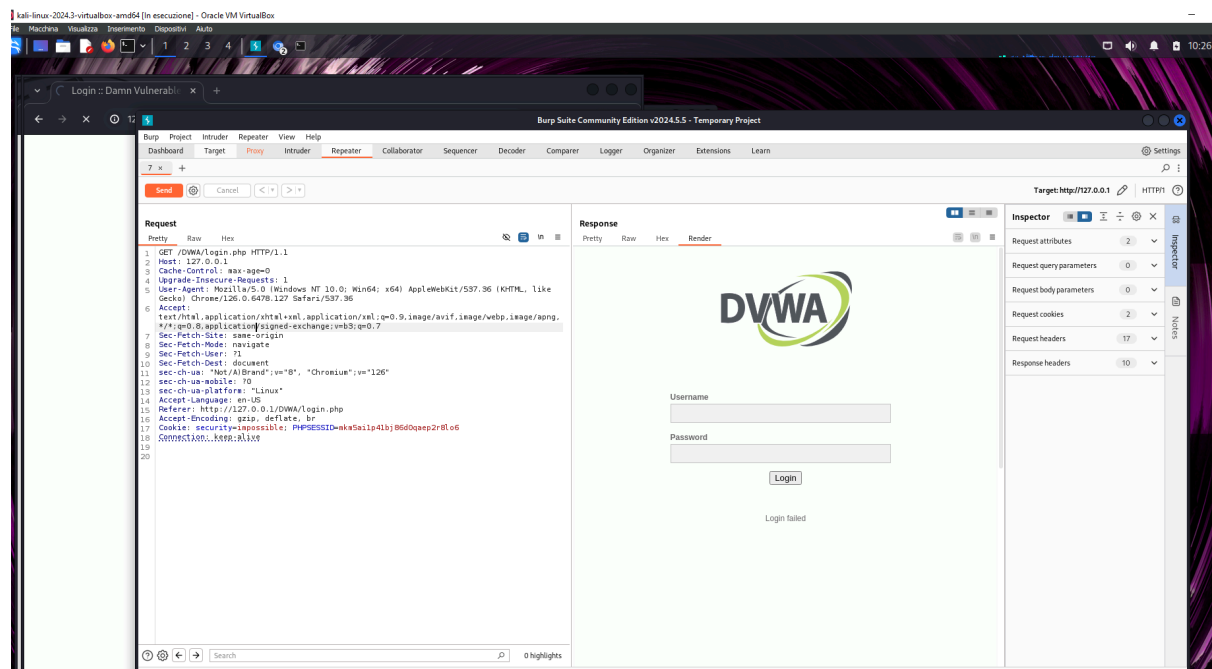 kali-linux-2024.3-virtualbox-amd64 [In esecuzione] - Oracle VM VirtualBox
File Macchina Visualizza Inserimento Dispositivi Aiuto
1 2 3 4
10:26
Login :: Damn Vulnerable
12
Burp Suite Community Edition v2024.5.5 - Temporary Project
Burp Project Intruder Repeater View Help
Dashboard Target Proxy Intruder Repeater Collaborator Sequencer Decoder Comparer Logger Organizer Extensions Learn
Settings
7 × +
Send Cancel < >
Target: http://127.0.0.1 HTTP/1
Request
Pretty Raw Hex
\n
1 GET /DVWA/login.php HTTP/1.1
2 Host: 127.0.0.1
3 Cache-Control: max-age=0
4 Upgrade-Insecure-Requests: 1
5 User-Agent: Mozilla/5.0 (Windows NT 10.0; Win64; x64) AppleWebKit/537.36 (KHTML, like
Gecko) Chrome/126.0.6478.127 Safari/537.36
6 Accept:
text/html,application/xhtml+xml,application/xml;q=0.9,image/avif,image/webp,image/apng,
*/*;q=0.8,application/signed-exchange;v=b3;q=0.7
7 Sec-Fetch-Site: same-origin
8 Sec-Fetch-Mode: navigate
9 Sec-Fetch-User: ?1
10 Sec-Fetch-Dest: document
11 sec-ch-ua: "Not/A)Brand";v="8", "Chromium";v="126"
12 sec-ch-ua-mobile: ?0
13 sec-ch-ua-platform: "Linux"
14 Accept-Language: en-US
15 Referer: http://127.0.0.1/DVWA/login.php
16 Accept-Encoding: gzip, deflate, br
17 Cookie: security=impossible; PHPSESSID=mkm5ai1p41bj86d0qaep2r8lo6
18 Connection: keep-alive
19
20
Search
0 highlights
Response
Pretty Raw Hex Render
\n
DVWA
Username
Password
Login
Login failed
Inspector
Request attributes 2
Request query parameters 0
Request body parameters 0
Request cookies 2
Request headers 17
Response headers 10
Inspector
Notes